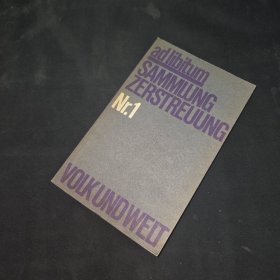 ad libitum
SAMMLUNG
ZERSTREUUNG
Nr.1
VOLK UND WELT